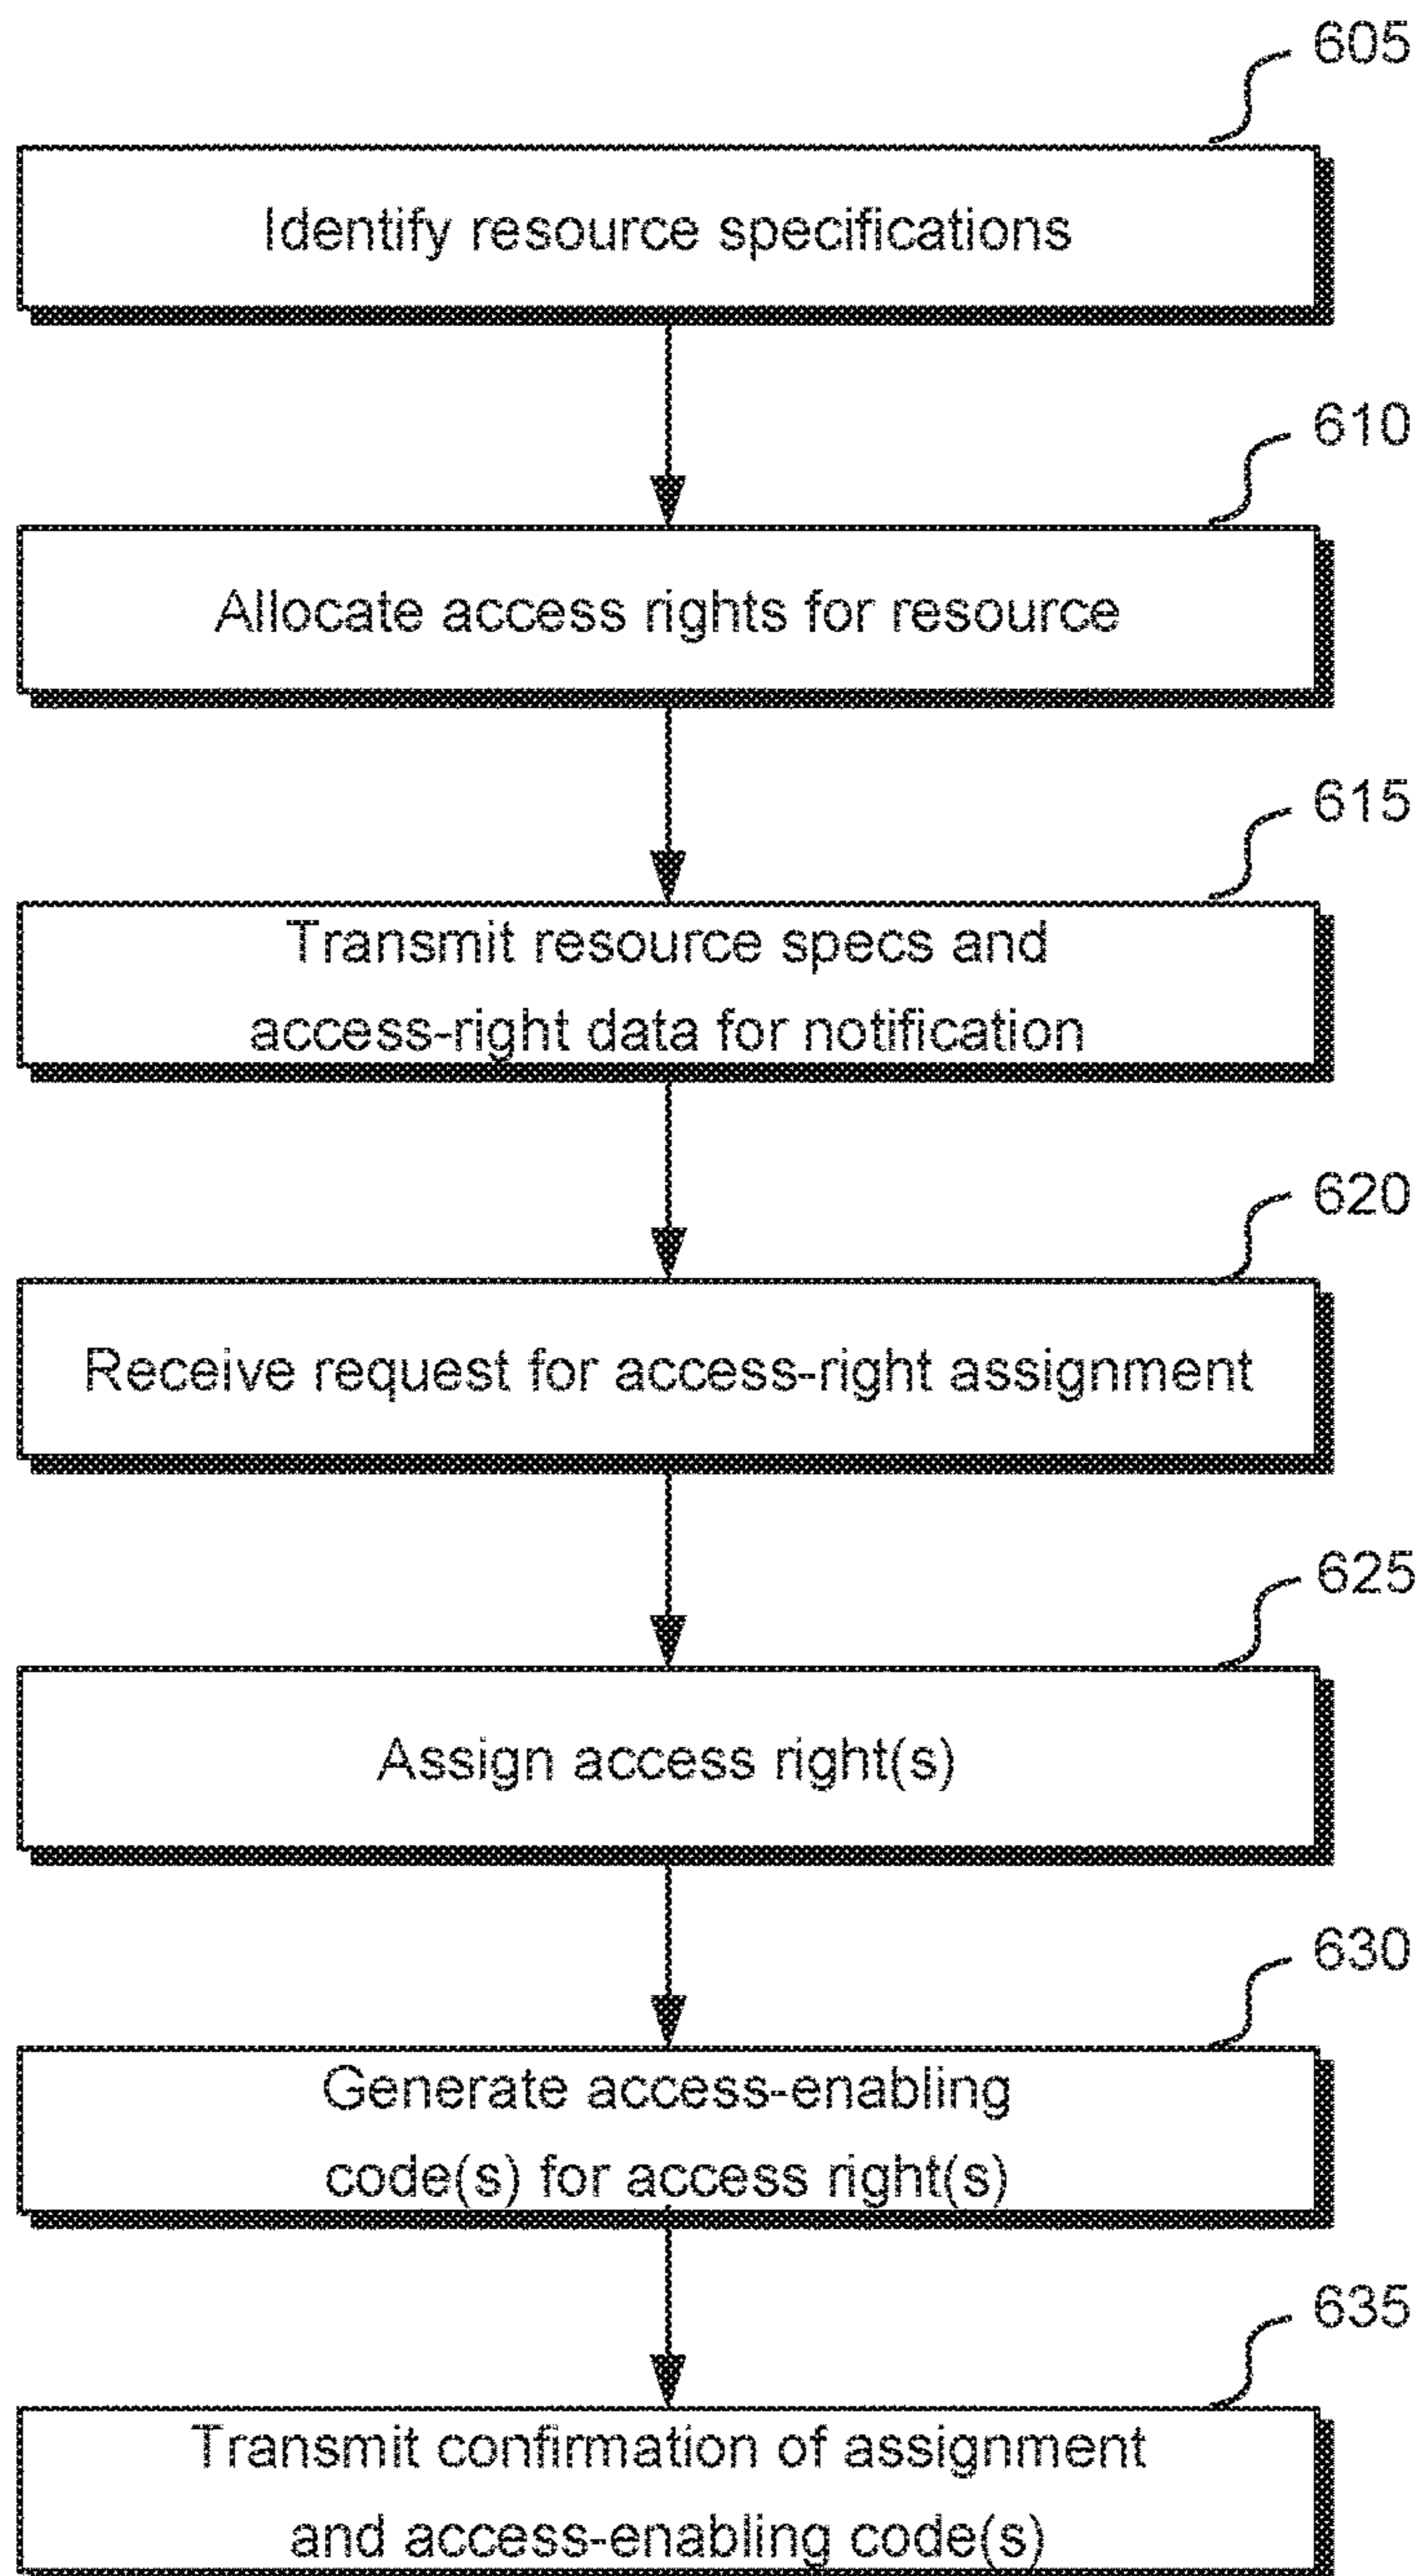 605
Identify resource specifications
610
Allocate access rights for resource
615
Transmit resource specs and
access-right data for notification
620
Receive request for access-right assignment
625
Assign access right(s)
630
Generate access-enabling
code(s) for access right(s)
635
Transmit confirmation of assignment
and access-enabling code(s)